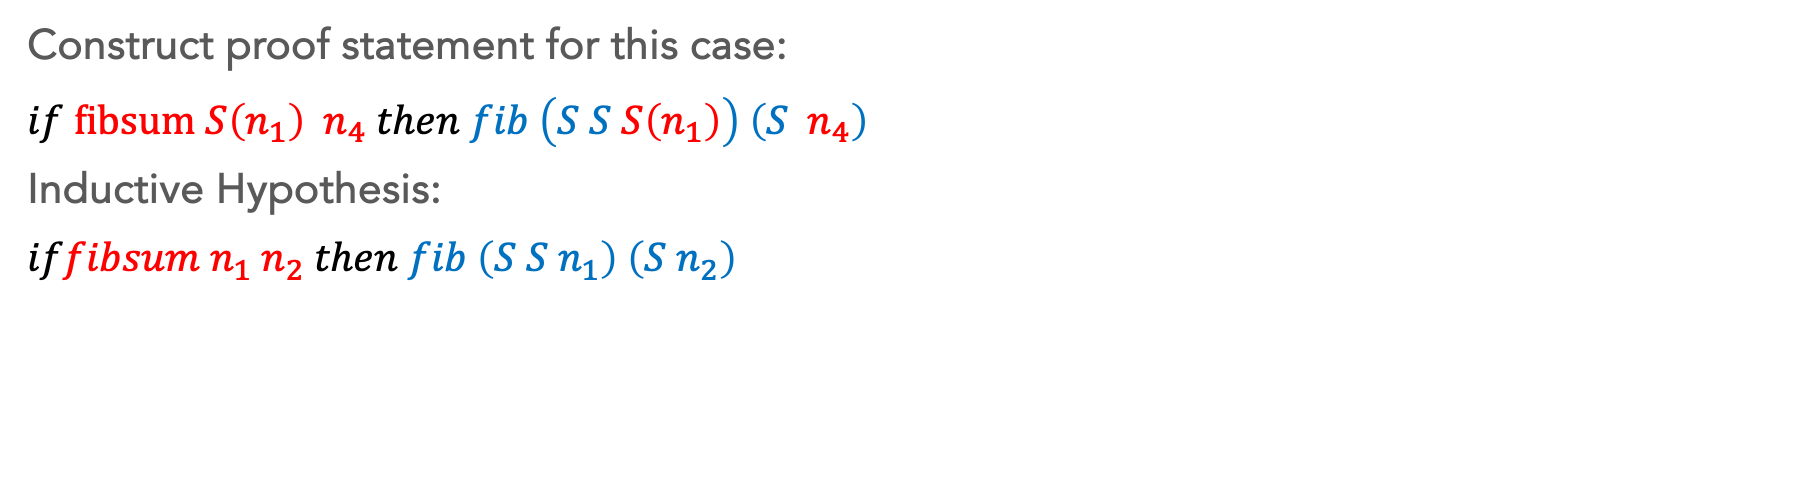 Construct proof statement for this case:
if fibsum S(n₁) n₄ then fib (S S S(n₁)) (S n₄)
Inductive Hypothesis:
if fibsum n₁ n₂ then fib (S S n₁) (S n₂)